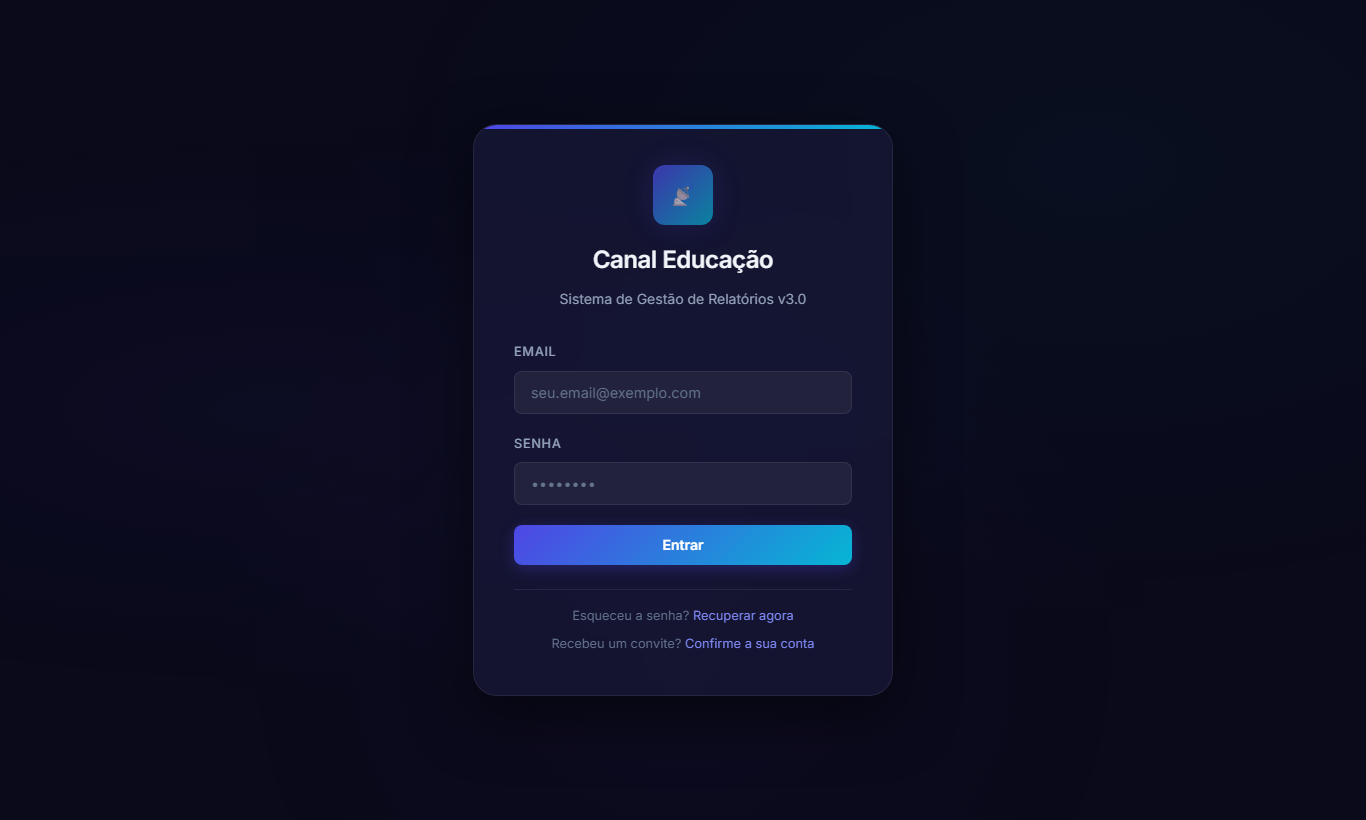 Canal Educação
Sistema de Gestão de Relatórios v3.0
EMAIL
seu.email@exemplo.com
SENHA
••••••••
Entrar
Esqueceu a senha? Recuperar agora
Recebeu um convite? Confirme a sua conta